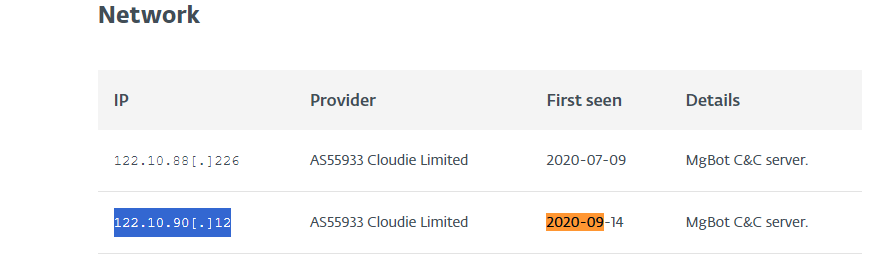 Network
IP Provider First seen Details
122.10.88[.]226 AS55933 Cloudie Limited 2020-07-09 MgBot C&C server.
122.10.90[.]12 AS55933 Cloudie Limited 2020-09-14 MgBot C&C server.